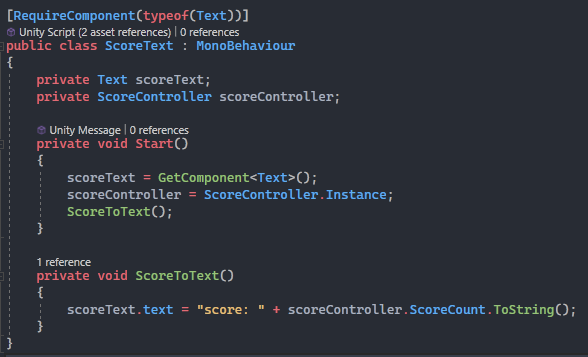 [RequireComponent(typeof(Text))]
Unity Script (2 asset references) | 0 references
public class ScoreText : MonoBehaviour
{
private Text scoreText;
private ScoreController scoreController;
Unity Message | 0 references
private void Start()
{
scoreText = GetComponent<Text>();
scoreController = ScoreController.Instance;
ScoreToText();
}
1 reference
private void ScoreToText()
{
scoreText.text = "score: " + scoreController.ScoreCount.ToString();
}
}